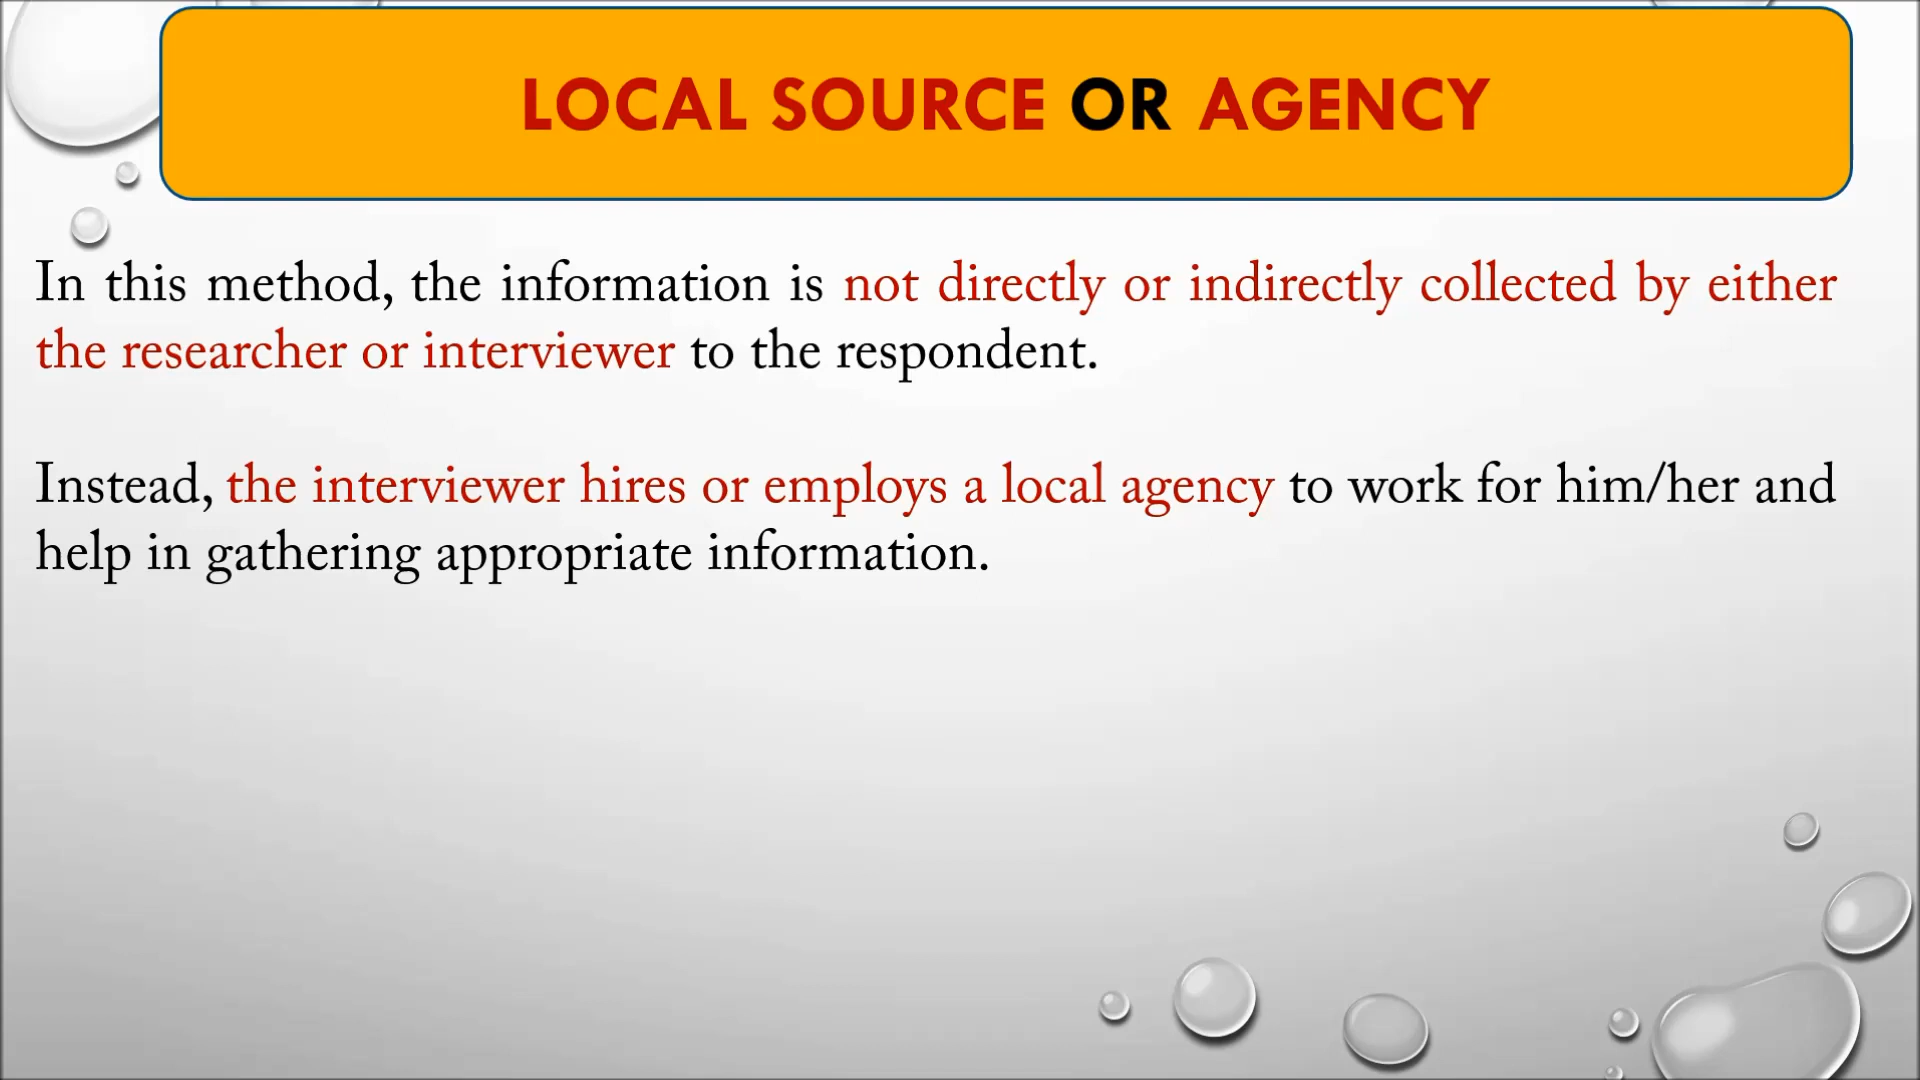 LOCAL SOURCE OR AGENCY
In this method, the information is not directly or indirectly collected by either
the researcher or interviewer to the respondent.
Instead, the interviewer hires or employs a local agency to work for him/her and
help in gathering appropriate information.